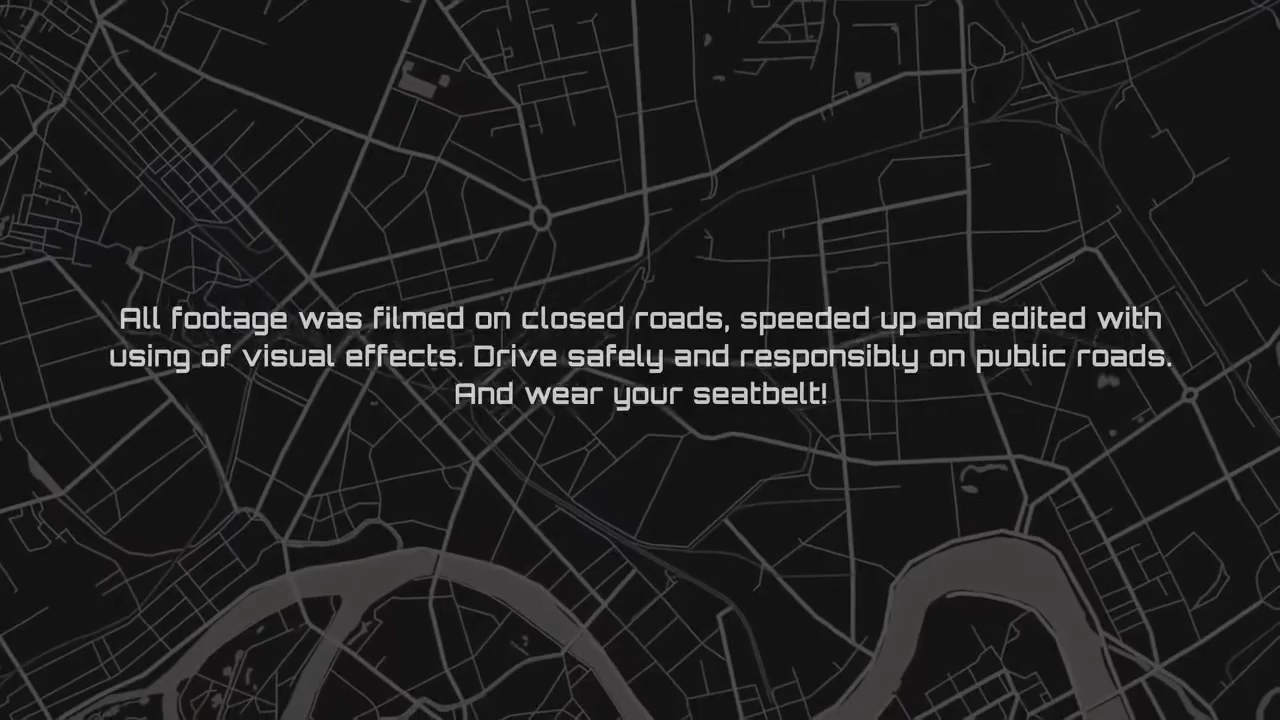 All footage was filmed on closed roads, speeded up and edited with
using of visual effects. Drive safely and responsibly on public roads.
And wear your seatbelt!